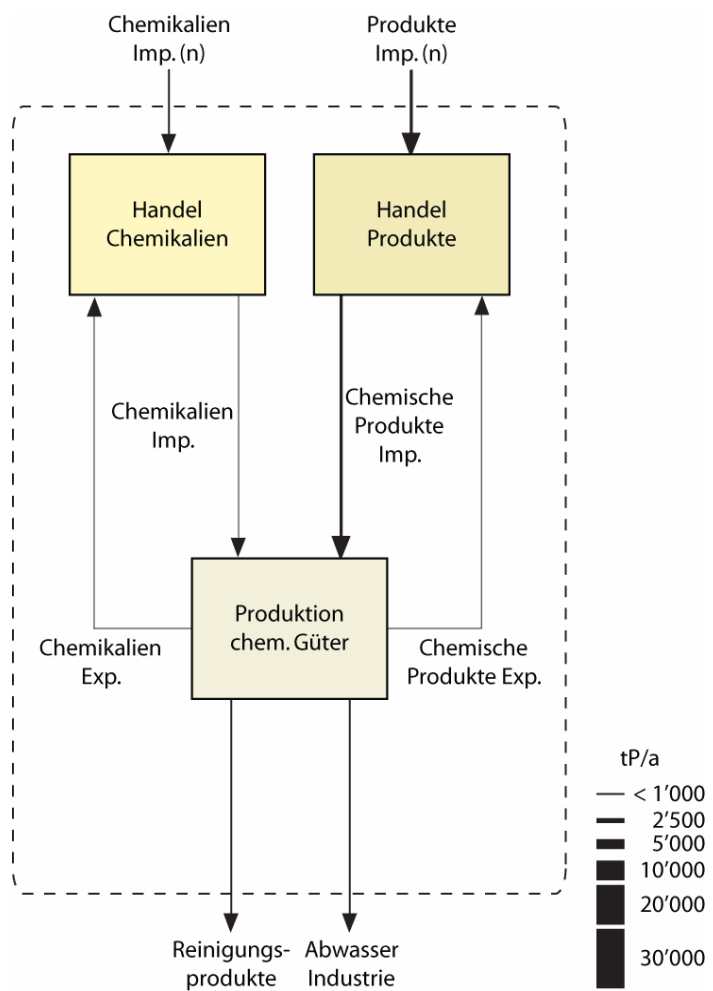 Chemikalien
Imp. (n)
Produkte
Imp. (n)
Handel
Chemikalien
Handel
Produkte
Chemikalien
Imp.
Chemische
Produkte
Imp.
Produktion
chem. Güter
Chemikalien
Exp.
Chemische
Produkte Exp.
tP/a
< 1’000
2’500
5’000
10’000
20’000
30’000
Reinigungs-
produkte
Abwasser
Industrie